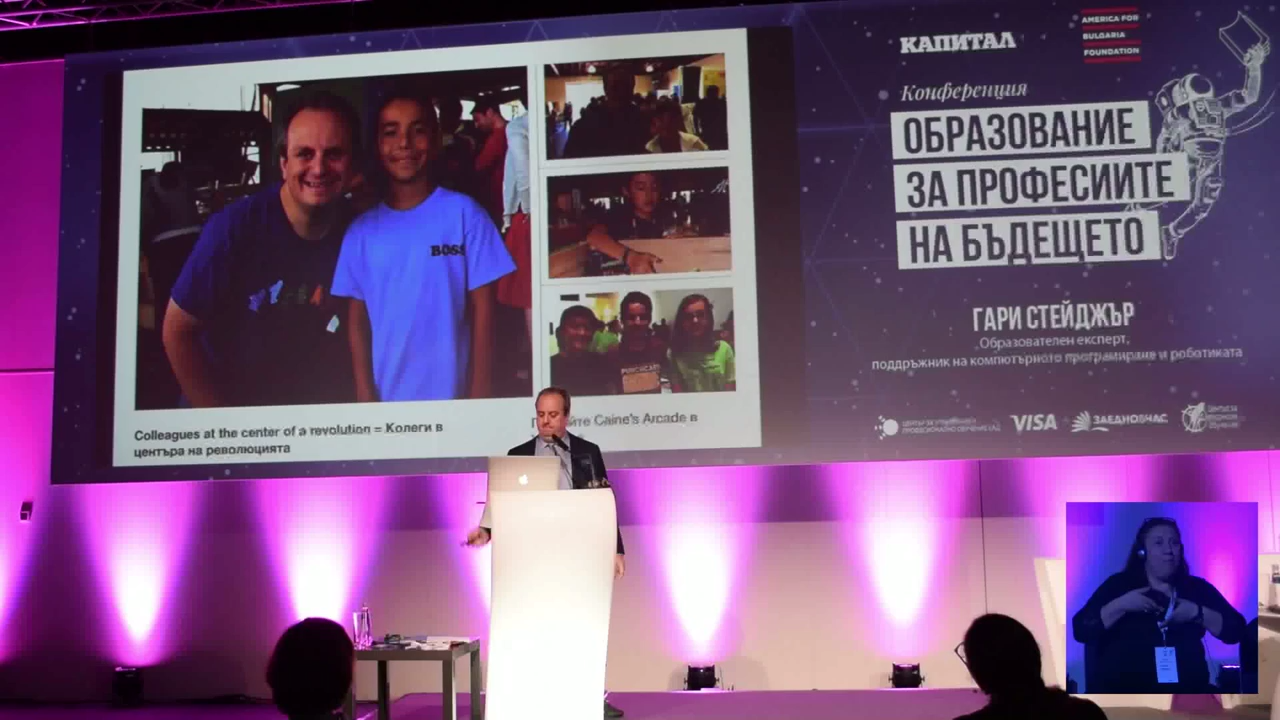 КАПИТАЛ
AMERICA FOR
BULGARIA
FOUNDATION
Конференция
ОБРАЗОВАНИЕ
ЗА ПРОФЕСИИТЕ
НА БЪДЕЩЕТО
ГАРИ СТЕЙДЖЪР
Образователен експерт,
поддръжник на компютърното програмиране и роботиката
VISA
ЗАЕДНОЧАС
BOSS
Colleagues at the center of a revolution = Колеги в
центъра на революцията
Caine's Arcade в